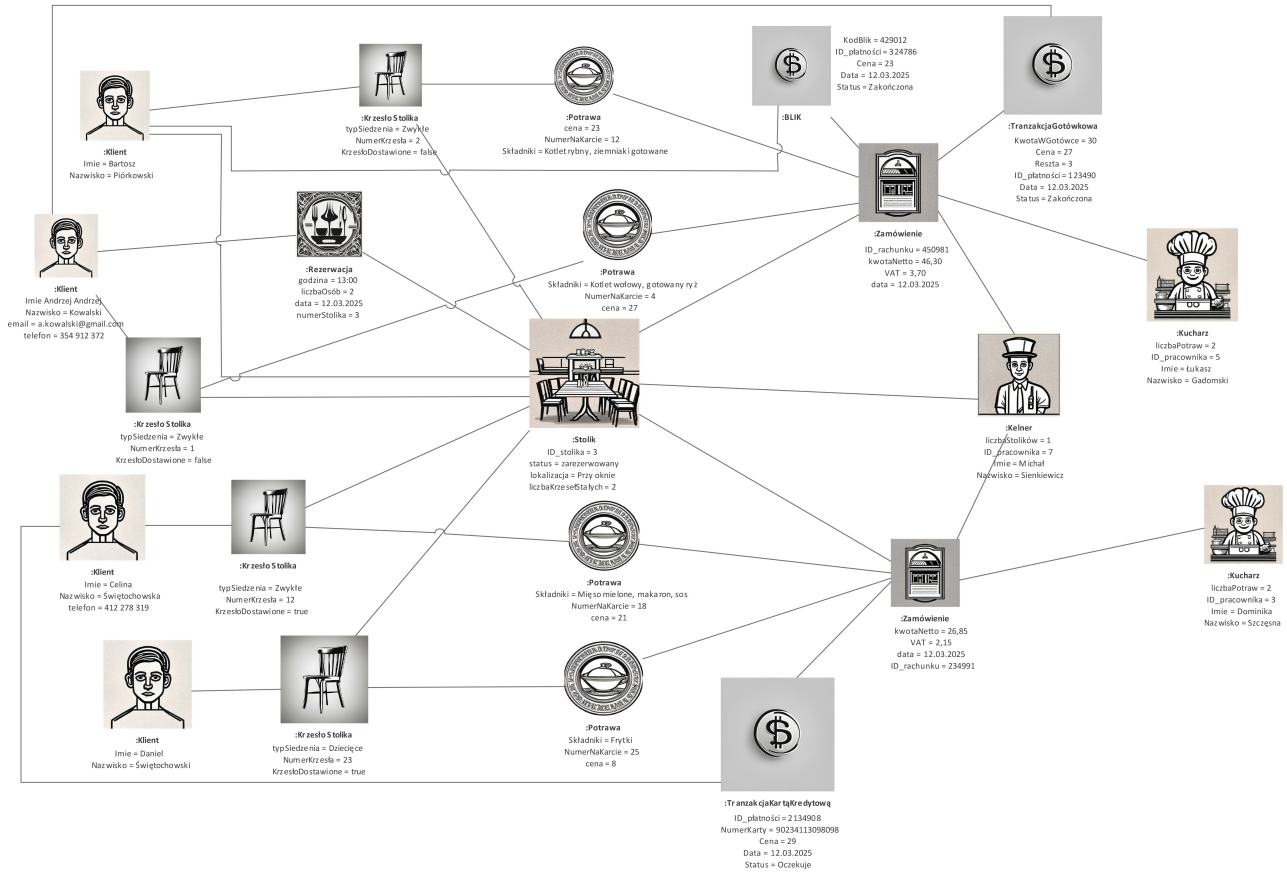 KodBlik = 429012
ID_płatności = 324786
Cena = 23
Data = 12.03.2025
Status = Zakończona
:BLIK
:TranzakcjaGotówkowa
KwotaWGotówce = 30
Cena = 27
Reszta = 3
ID_płatności = 123490
Data = 12.03.2025
Status = Zakończona
:Klient
Imie = Bartosz
Nazwisko = Piórkowski
:Krzesło Stolika
typSiedzenia = Zwykłe
NumerKrzesła = 2
KrzesłoDostawione = false
:Potrawa
cena = 23
NumerNaKarcie = 12
Składniki = Kotlet rybny, ziemniaki gotowane
:Zamówienie
ID_rachunku = 450981
kwotaNetto = 46,30
VAT = 3,70
data = 12.03.2025
:Klient
Imie Andrzej Andrzej
Nazwisko = Kowalski
email = a.kowalski@gmail.com
telefon = 354 912 372
:Rezerwacja
godzina = 13:00
liczbaOsób = 2
data = 12.03.2025
numerStolika = 3
:Potrawa
Składniki = Kotlet wołowy, gotowany ryż
NumerNaKarcie = 4
cena = 27
:Kucharz
liczbaPotraw = 2
ID_pracownika = 5
Imie = Łukasz
Nazwisko = Gadomski
:Krzesło Stolika
typSiedzenia = Zwykłe
NumerKrzesła = 1
KrzesłoDostawione = false
:Stolik
ID_stolika = 3
status = zarezerwowany
lokalizacja = Przy oknie
liczbaKrzesełStałych = 2
:Kelner
liczbaStolików = 1
ID_pracownika = 7
Imie = Michał
Nazwisko = Sienkiewicz
:Klient
Imie = Celina
Nazwisko = Świętochowska
telefon = 412 278 319
:Krzesło Stolika
typSiedzenia = Zwykłe
NumerKrzesła = 12
KrzesłoDostawione = true
:Potrawa
Składniki = Mięso mielone, makaron, sos
NumerNaKarcie = 18
cena = 21
:Zamówienie
kwotaNetto = 26,85
VAT = 2,15
data = 12.03.2025
ID_rachunku = 234991
:Kucharz
liczbaPotraw = 2
ID_pracownika = 3
Imie = Dominika
Nazwisko = Szczęsna
:Klient
Imie = Daniel
Nazwisko = Świętochowski
:Krzesło Stolika
typSiedzenia = Dziecięce
NumerKrzesła = 23
KrzesłoDostawione = true
:Potrawa
Składniki = Frytki
NumerNaKarcie = 25
cena = 8
:TranzakcjaKartąKredytową
ID_płatności = 2134908
NumerKarty = 90234113098098
Cena = 29
Data = 12.03.2025
Status = Oczekuje